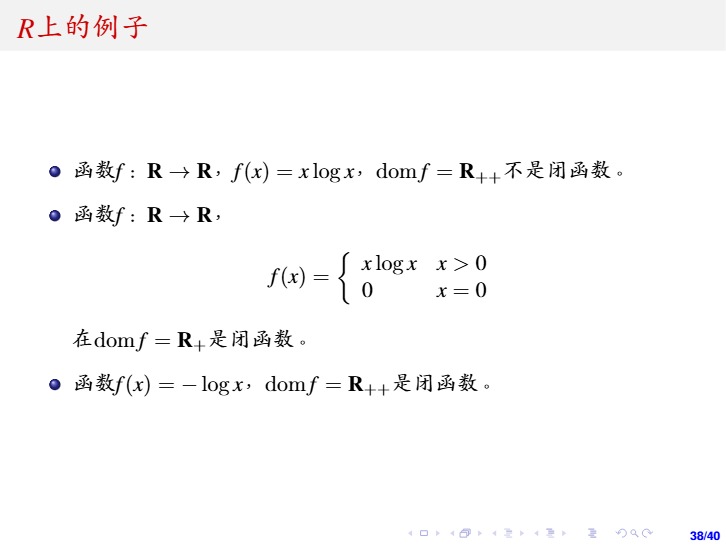 R上的例子
函数f : R → R，f(x) = x log x，dom f = R₊₊不是闭函数。
函数f : R → R，
f(x) = { x log x x > 0
0 x = 0
在dom f = R₊是闭函数。
函数f(x) = − log x，dom f = R₊₊是闭函数。
38/40